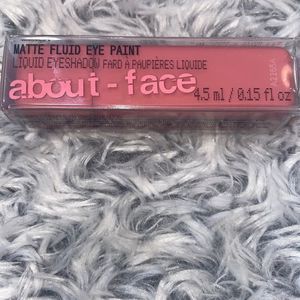 MATTE FLUID EYE PAINT
LIQUID EYESHADOW FARD À PAUPIÈRES LIQUIDE
about-face
4.5 ml / 0.15 fl oz